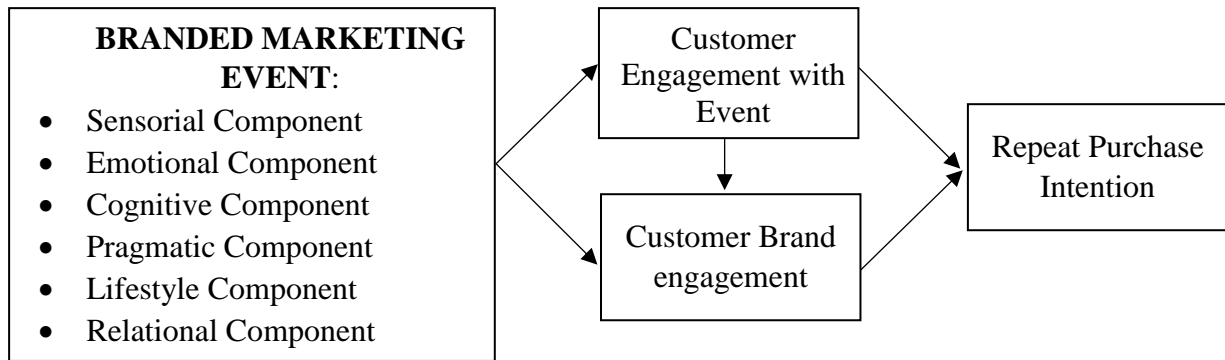 BRANDED MARKETING
EVENT:
• Sensorial Component
• Emotional Component
• Cognitive Component
• Pragmatic Component
• Lifestyle Component
• Relational Component
Customer
Engagement with
Event
Customer Brand
engagement
Repeat Purchase
Intention